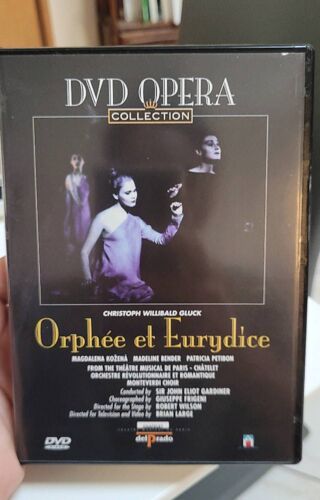 DVD OPERA
COLLECTION
CHRISTOPH WILLIBALD GLUCK
Orphée et Eurydice
MAGDALENA KOŽENÁ MADELINE BENDER PATRICIA PETIBON
FROM THE THÉÂTRE MUSICAL DE PARIS - CHÂTELET
ORCHESTRE RÉVOLUTIONNAIRE ET ROMANTIQUE
MONTEVERDI CHOIR
Conducted by SIR JOHN ELIOT GARDINER
Choreographed by GIUSEPPE FRIGENI
Directed for the Stage by ROBERT WILSON
Directed for Television and Video by BRIAN LARGE
DVD
delPrado